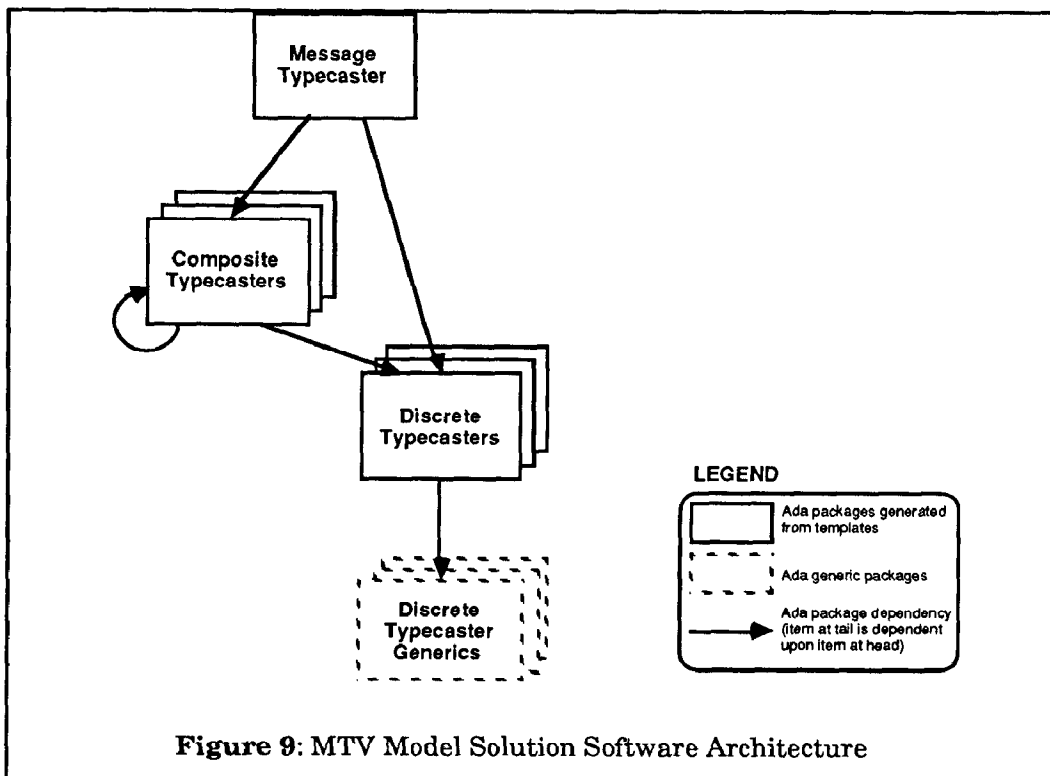 Message
Typecaster
Composite
Typecasters
Discrete
Typecasters
Discrete
Typecaster
Generics
LEGEND
Ada packages generated
from templates
Ada generic packages
Ada package dependency
(item at tail is dependent
upon item at head)
Figure 9: MTV Model Solution Software Architecture